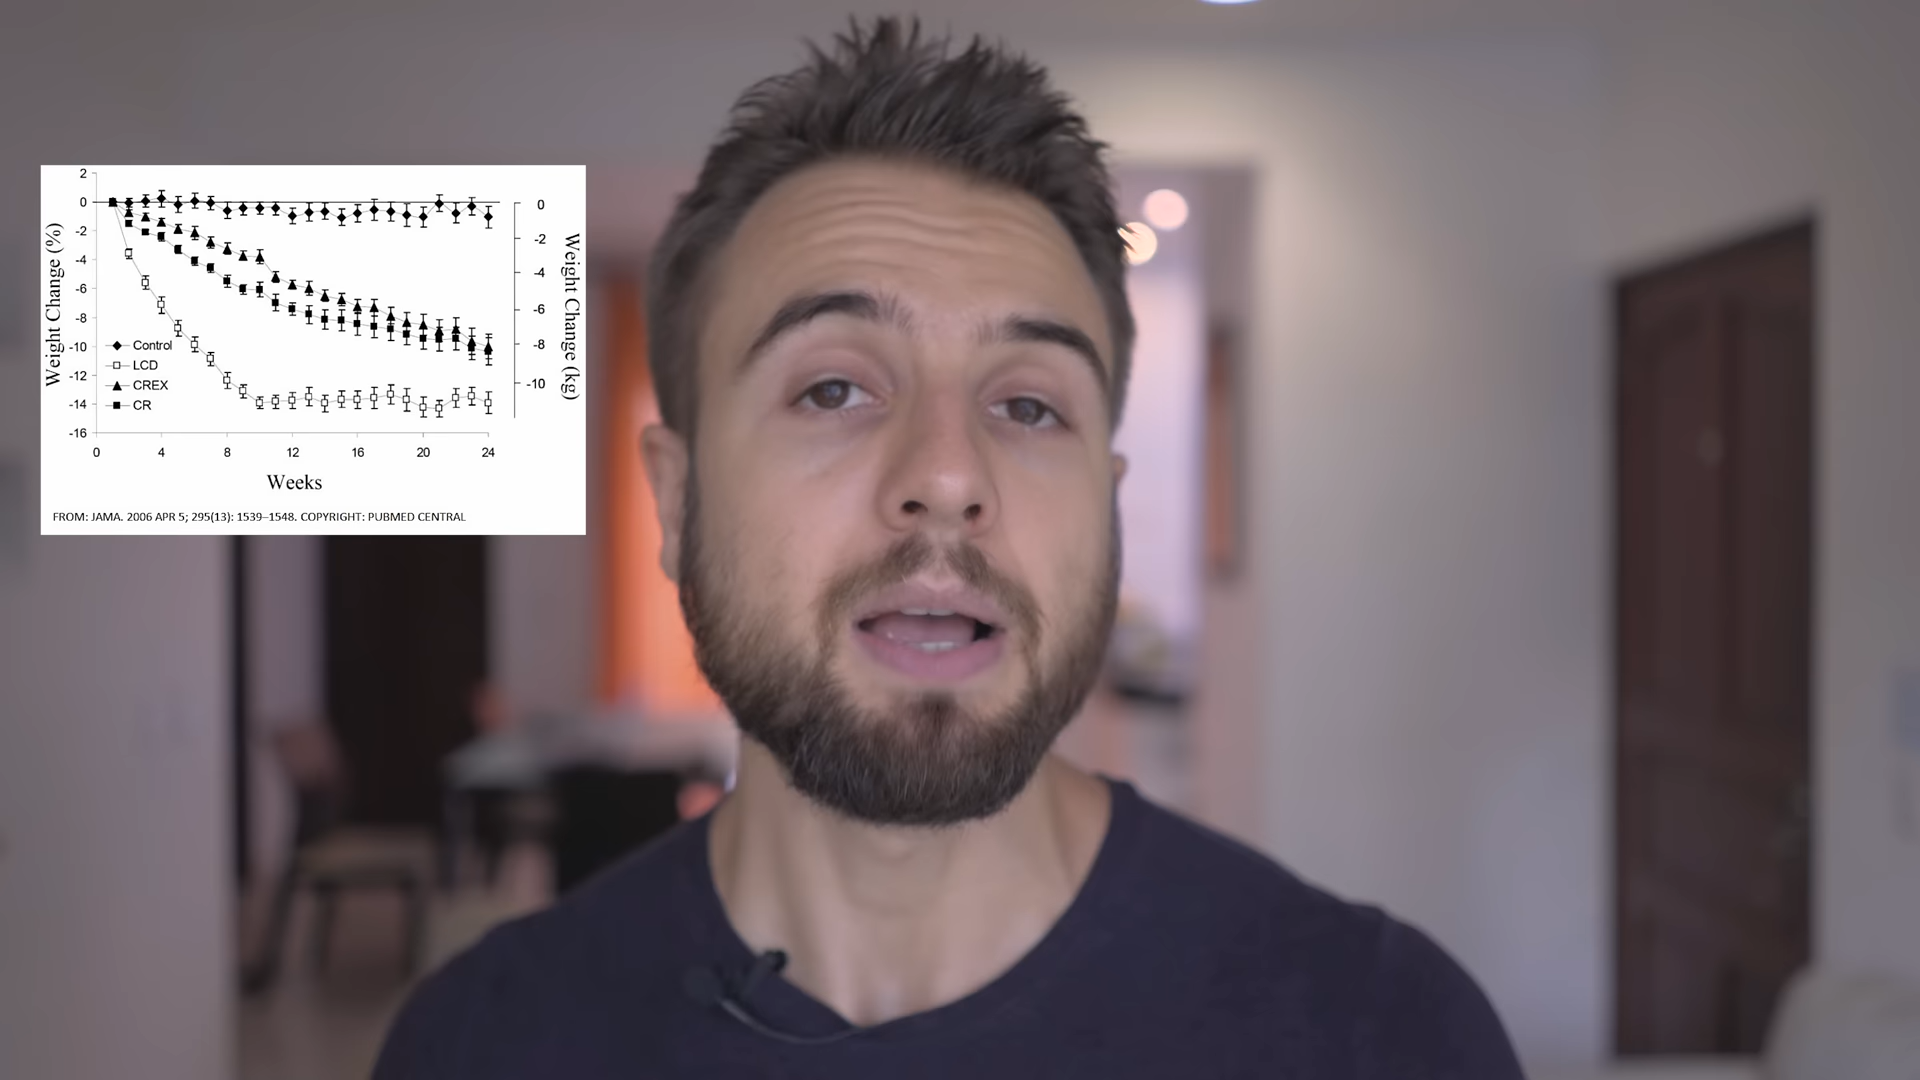 2
0
-2
-4
-6
-8
-10
-12
-14
-16
Weight Change (%)
0
-2
-4
-6
-8
-10
Weight Change (kg)
Control
LCD
CREX
CR
0 4 8 12 16 20 24
Weeks
FROM: JAMA. 2006 APR 5; 295(13): 1539–1548. COPYRIGHT: PUBMED CENTRAL